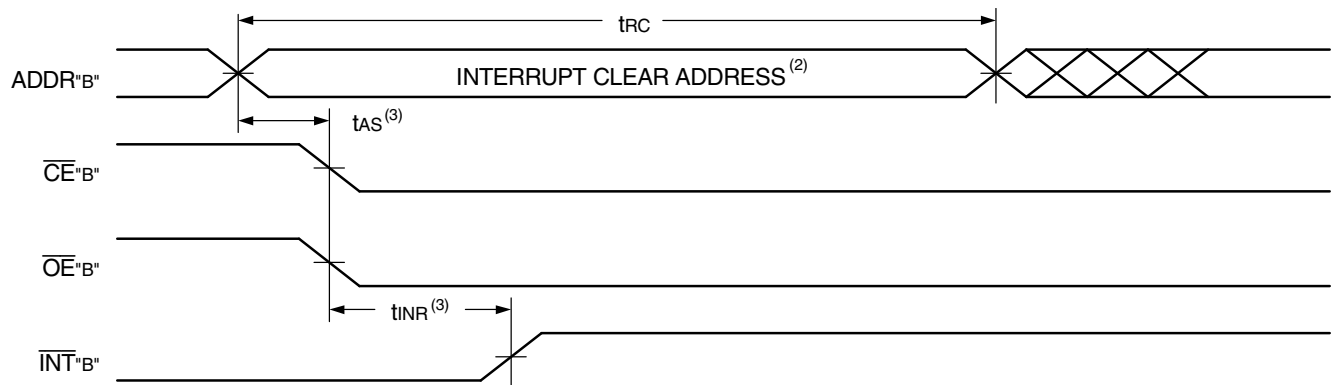 tRC
ADDR"B"
INTERRUPT CLEAR ADDRESS(2)
tAS(3)
CE"B"
OE"B"
tINR(3)
INT"B"